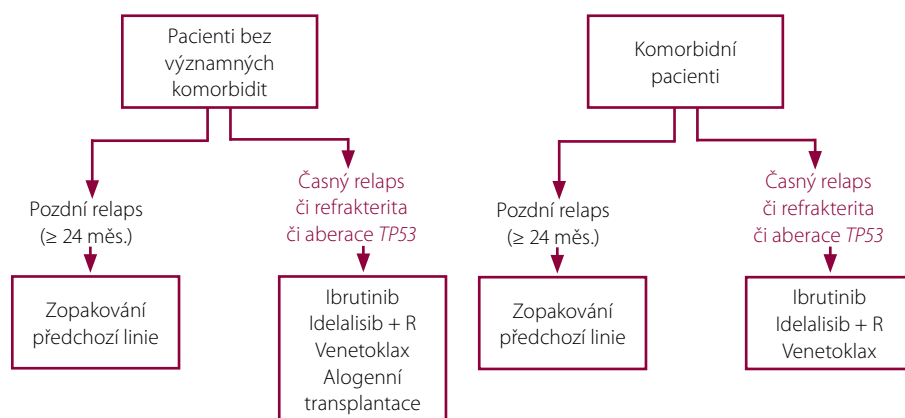 Pacienti bez
významných
komorbidit
Pozdní relaps
(≥ 24 měs.)
Časný relaps
či refrakterita
či aberace TP53
Zopakování
předchozí linie
Ibrutinib
Idelalisib + R
Venetoklax
Alogenní
transplantace
Komorbidní
pacienti
Pozdní relaps
(≥ 24 měs.)
Časný relaps
či refrakterita
či aberace TP53
Zopakování
předchozí linie
Ibrutinib
Idelalisib + R
Venetoklax